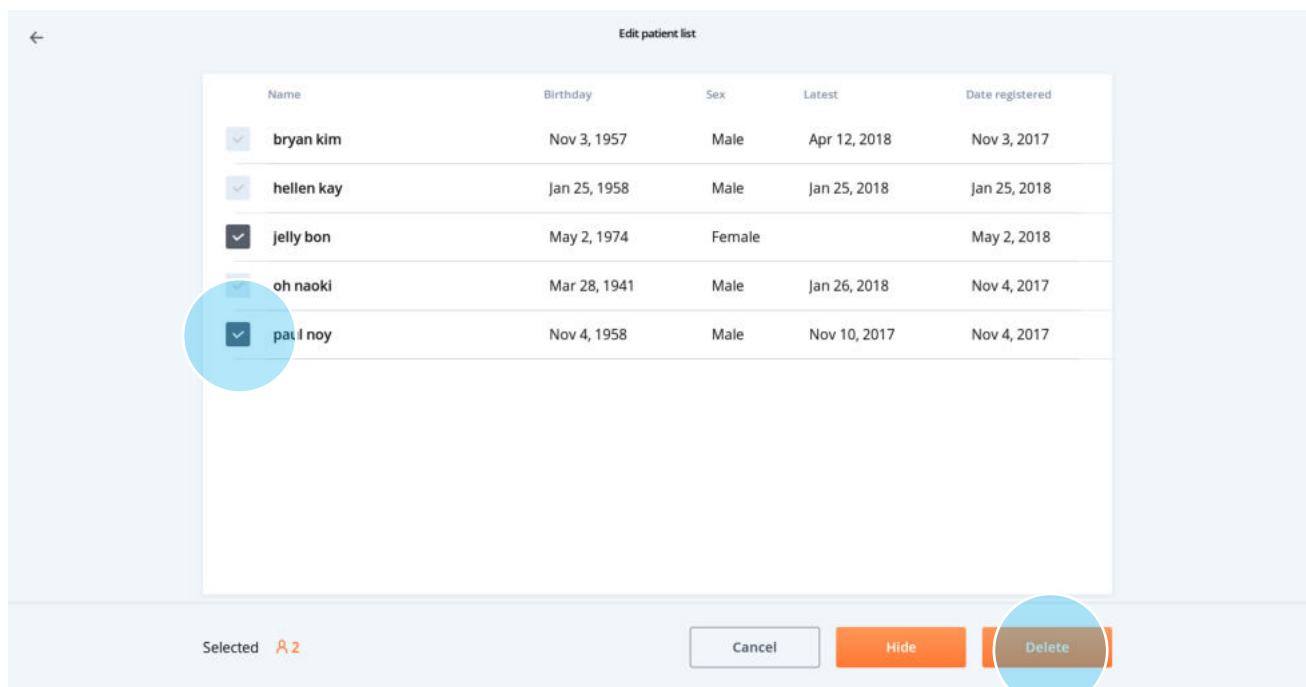 Edit patient list
Name Birthday Sex Latest Date registered
bryan kim Nov 3, 1957 Male Apr 12, 2018 Nov 3, 2017
hellen kay Jan 25, 1958 Male Jan 25, 2018 Jan 25, 2018
jelly bon May 2, 1974 Female May 2, 2018
oh naoki Mar 28, 1941 Male Jan 26, 2018 Nov 4, 2017
paul noy Nov 4, 1958 Male Nov 10, 2017 Nov 4, 2017
Selected 2 Cancel Hide Delete